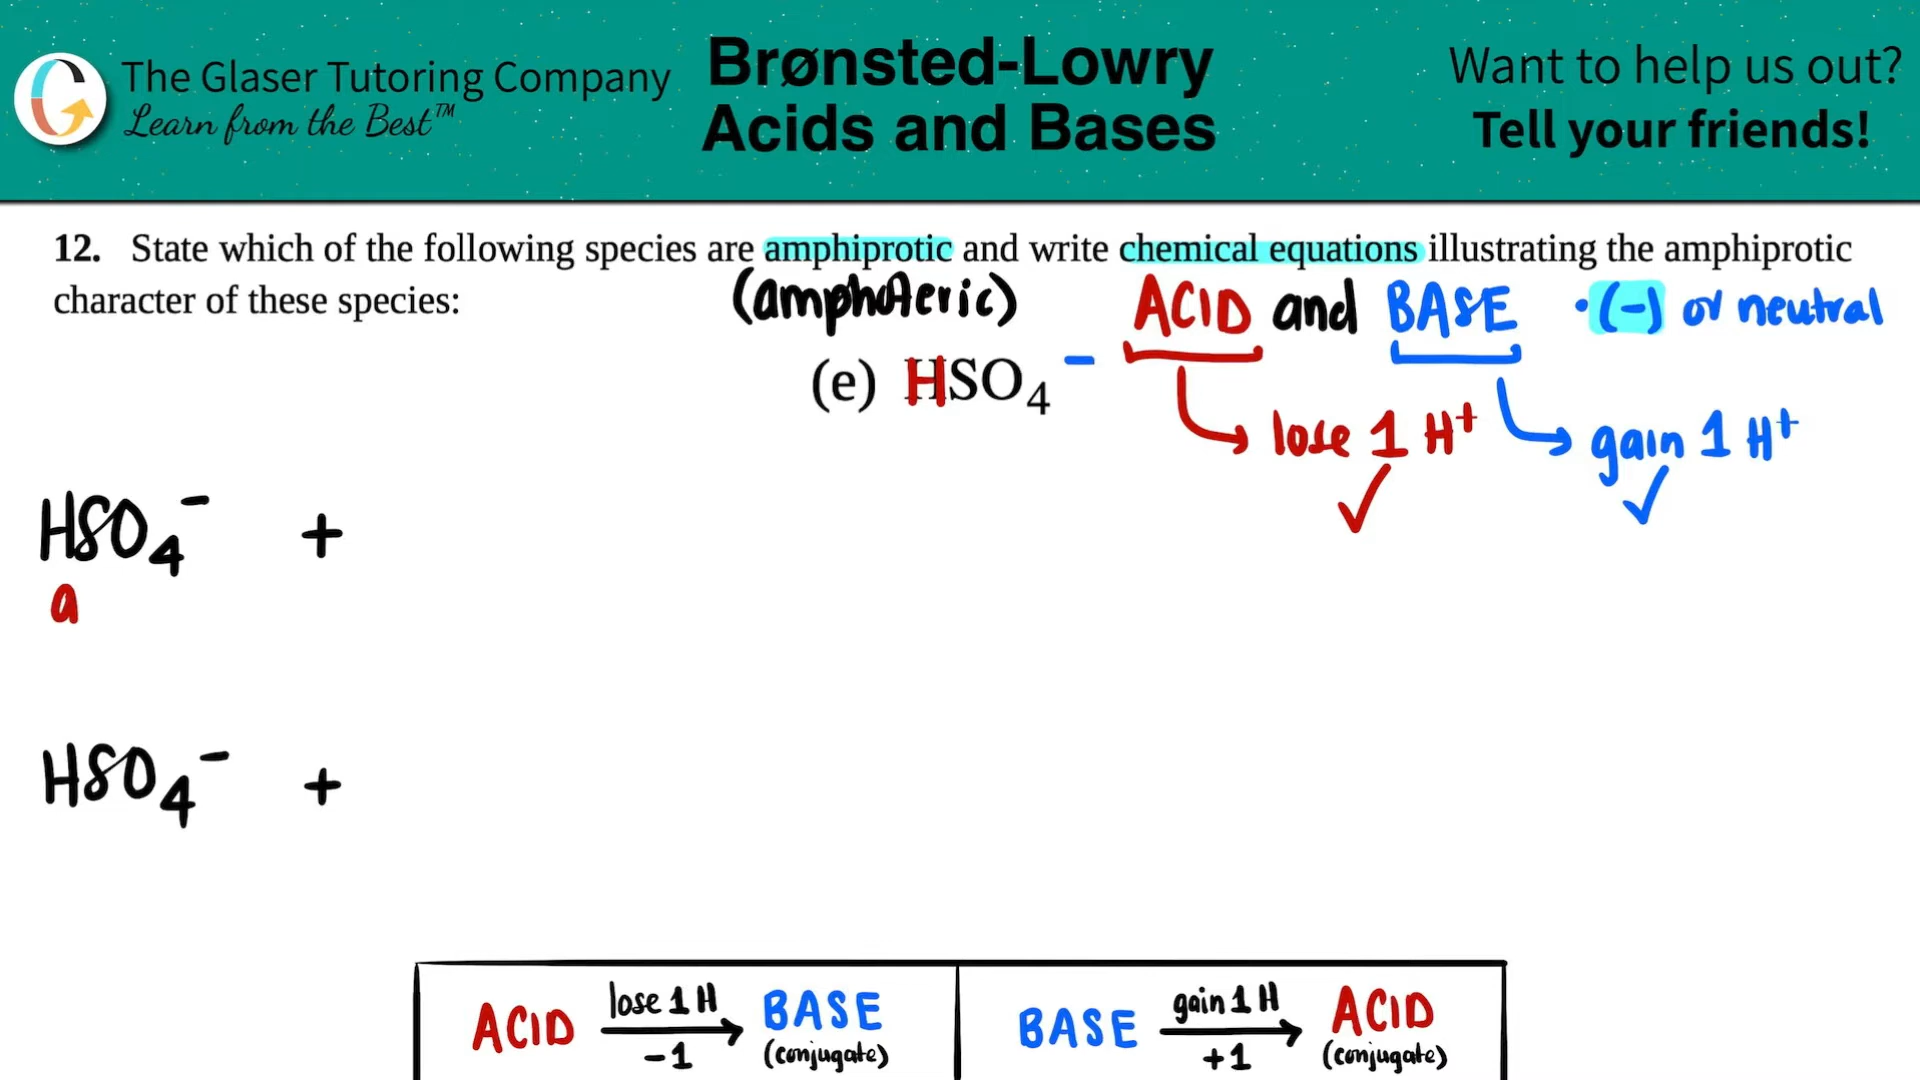 The Glaser Tutoring Company
Learn from the Best™
Brønsted-Lowry
Acids and Bases
Want to help us out?
Tell your friends!
12. State which of the following species are amphiprotic and write chemical equations illustrating the amphiprotic
character of these species:
(amphoteric)
ACID and BASE
•(-) or neutral
(e) HSO₄⁻
lose 1 H⁺
gain 1 H⁺
HSO₄⁻ +
a
HSO₄⁻ +
ACID lose 1 H -1 BASE (conjugate)
BASE gain 1 H +1 ACID (conjugate)